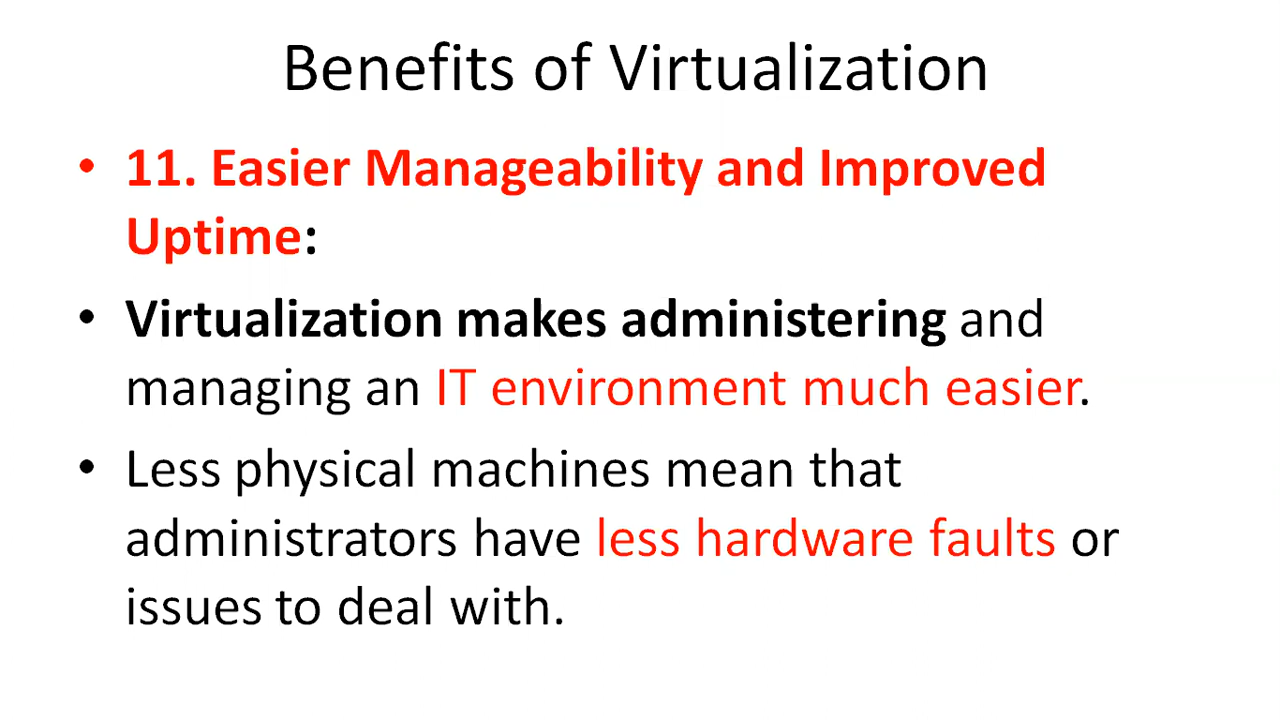 Benefits of Virtualization
• 11. Easier Manageability and Improved
Uptime:
• Virtualization makes administering and
managing an IT environment much easier.
• Less physical machines mean that
administrators have less hardware faults or
issues to deal with.